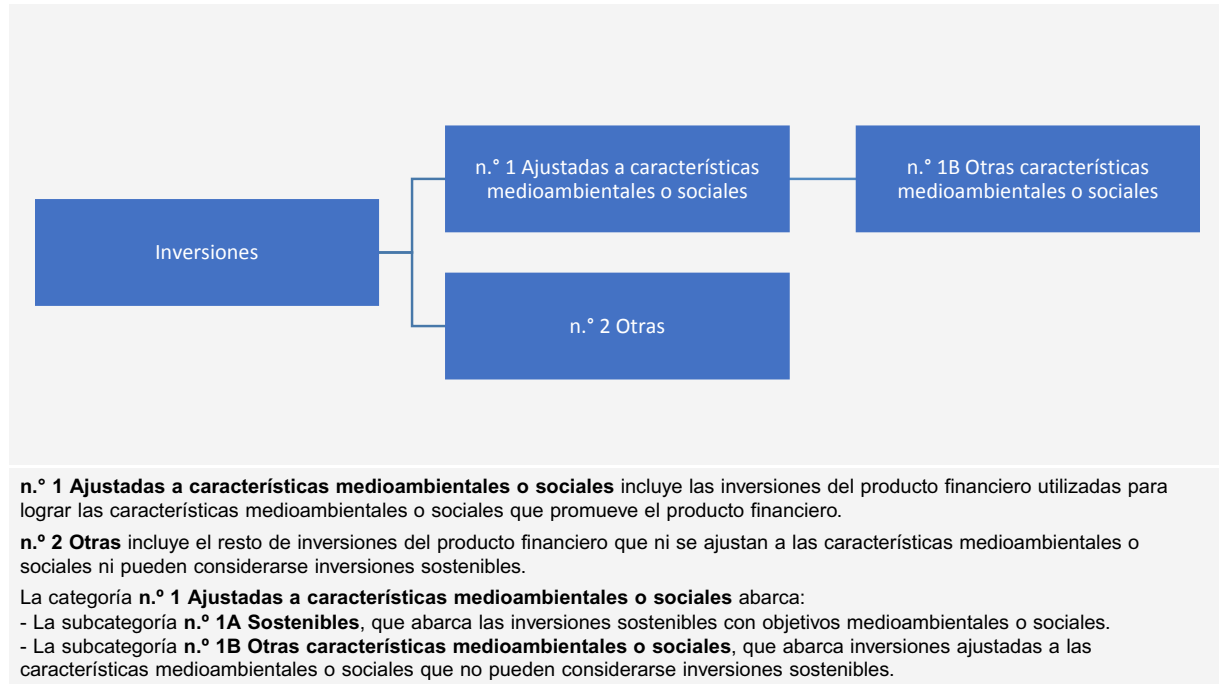 n.° 1 Ajustadas a características
medioambientales o sociales
n.° 1B Otras características
medioambientales o sociales
Inversiones
n.° 2 Otras
n.° 1 Ajustadas a características medioambientales o sociales incluye las inversiones del producto financiero utilizadas para
lograr las características medioambientales o sociales que promueve el producto financiero.
n.º 2 Otras incluye el resto de inversiones del producto financiero que ni se ajustan a las características medioambientales o
sociales ni pueden considerarse inversiones sostenibles.
La categoría n.º 1 Ajustadas a características medioambientales o sociales abarca:
- La subcategoría n.º 1A Sostenibles, que abarca las inversiones sostenibles con objetivos medioambientales o sociales.
- La subcategoría n.º 1B Otras características medioambientales o sociales, que abarca inversiones ajustadas a las
características medioambientales o sociales que no pueden considerarse inversiones sostenibles.